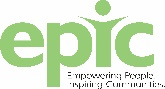 epic
Empowering People.
Inspiring Communities.